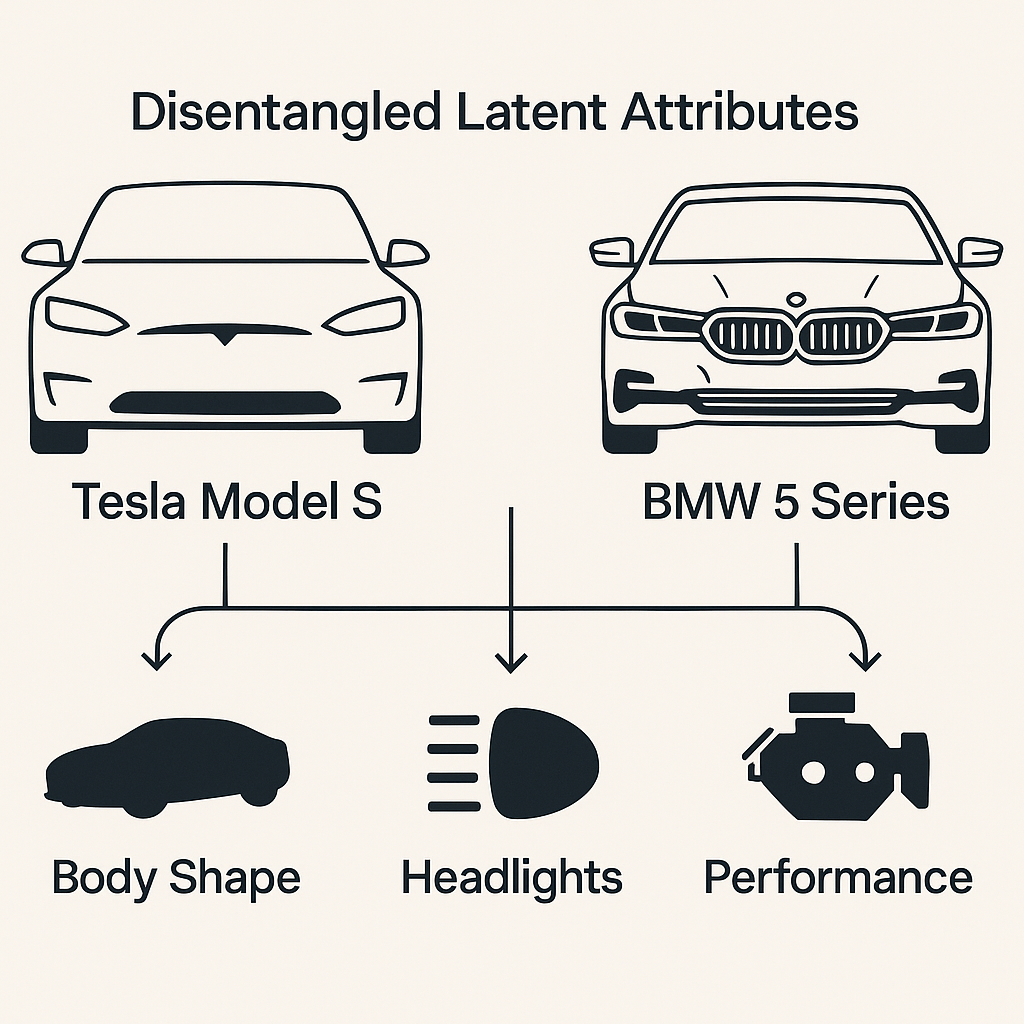 Disentangled Latent Attributes
Tesla Model S
BMW 5 Series
Body Shape
Headlights
Performance